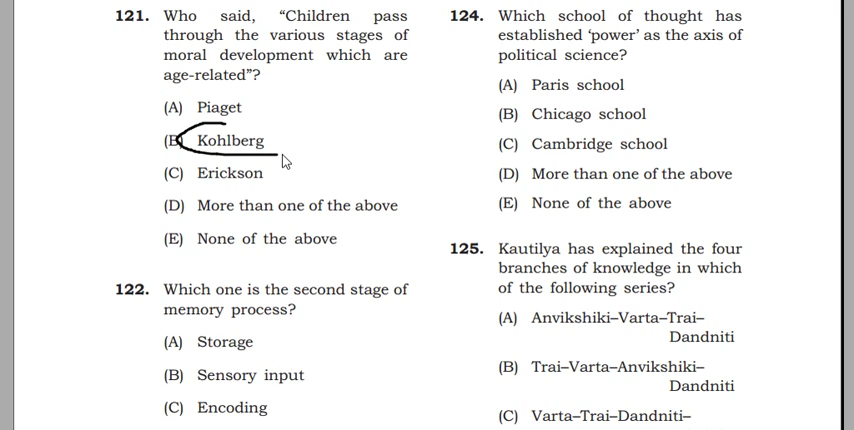 121. Who said, “Children pass
through the various stages of
moral development which are
age-related”?
(A) Piaget
(B) Kohlberg
(C) Erickson
(D) More than one of the above
(E) None of the above
122. Which one is the second stage of
memory process?
(A) Storage
(B) Sensory input
(C) Encoding
124. Which school of thought has
established ‘power’ as the axis of
political science?
(A) Paris school
(B) Chicago school
(C) Cambridge school
(D) More than one of the above
(E) None of the above
125. Kautilya has explained the four
branches of knowledge in which
of the following series?
(A) Anvikshiki–Varta–Trai–
Dandniti
(B) Trai–Varta–Anvikshiki–
Dandniti
(C) Varta–Trai–Dandniti–